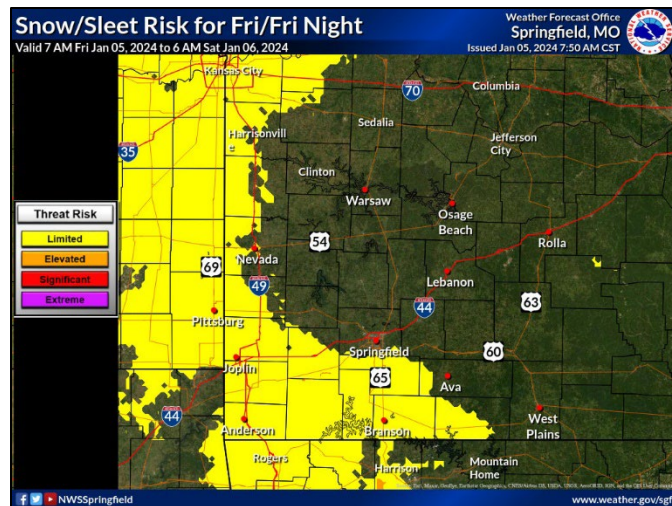 Snow/Sleet Risk for Fri/Fri Night
Valid 7 AM Fri Jan 05, 2024 to 6 AM Sat Jan 06, 2024
Weather Forecast Office
Springfield, MO
Issued Jan 05, 2024 7:50 AM CST
Kansas City
70
Columbia
Sedalia
Harrisonvill
e
Jefferson
City
35
Clinton
Warsaw
Osage
Beach
Threat Risk
Limited
Elevated
Significant
Extreme
54
Rolla
Nevada
69
Lebanon
49
63
44
Pittsburg
Springfield
60
Joplin
65
Ava
44
Anderson
Branson
West
Plains
Rogers
Harrison
Mountain
Home
NWSSpringfield
www.weather.gov/sgf